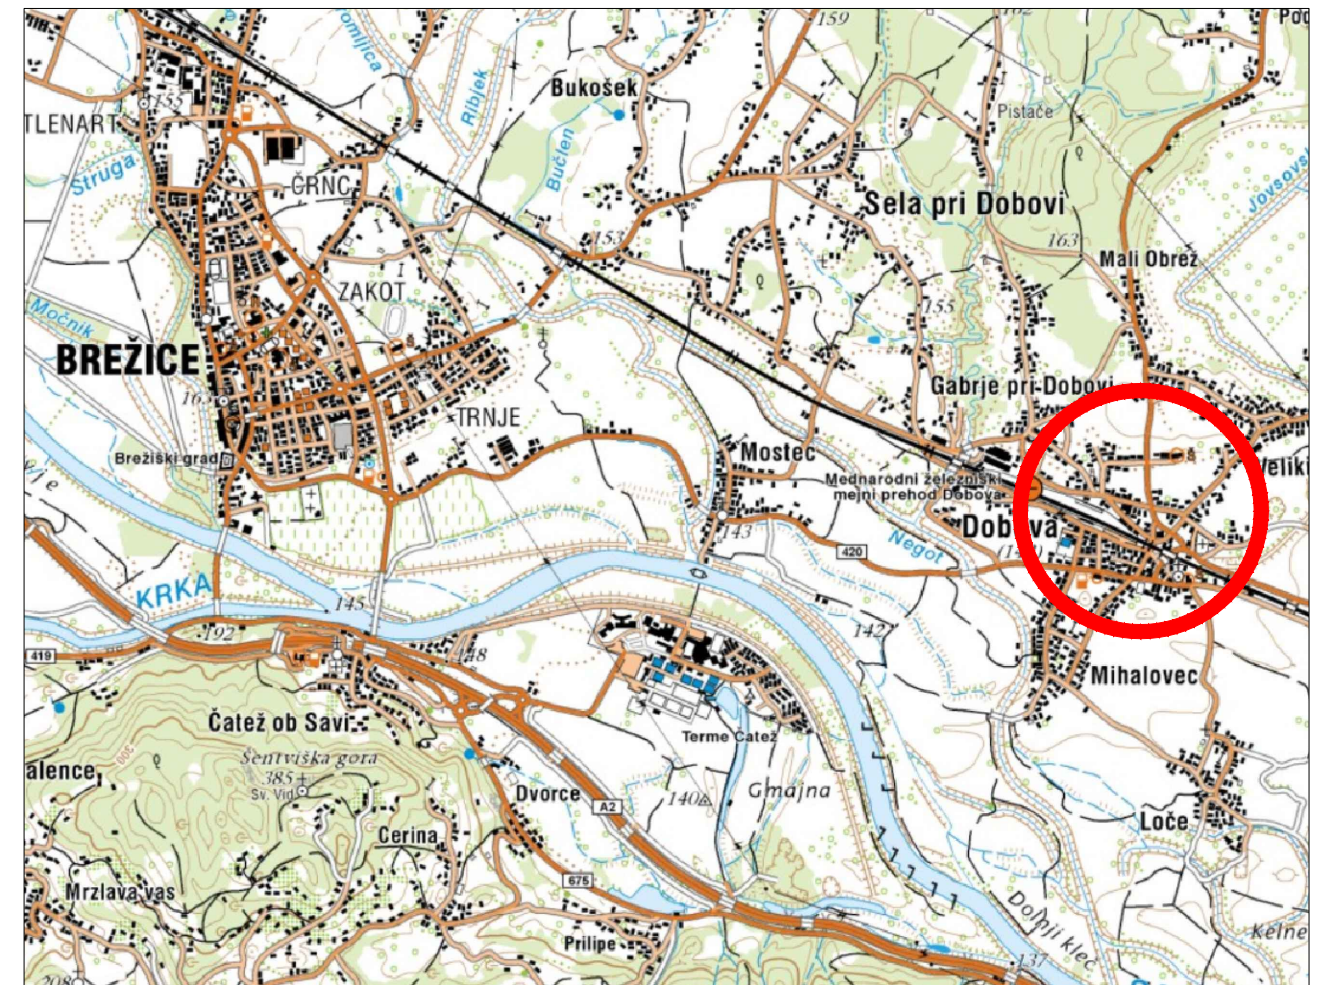 159
162
Bukošek
Ribjek
Pistače
155
TLENART
Struga
Bučlen
ČRNC
Sela pri Dobovi
Jovsovs
153
163
Mali Obrež
ZAKOT
Močnik
155
BREŽICE
163
Gabrje pri Dobovi
TRNJE
Brežiški grad
Mostec
Mednarodni železniški
mejni prehod Dobova
Veliki
Dobova
143
420
Negot
KRKA
145
192
142
419
148
Mihalovec
Čatež ob Savi
Terme Čatež
Šentviška gora
385
300
Sv. Vid
alence
Dvorce
A2
140
Gmajna
Cerina
Loče
675
Mrzlava vas
Dolnji kleč
Prilipe
137
208